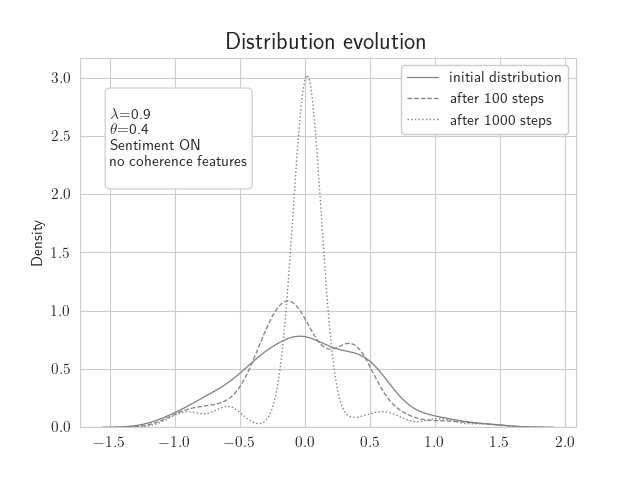 Distribution evolution
initial distribution
after 100 steps
after 1000 steps
λ=0.9
θ=0.4
Sentiment ON
no coherence features
Density
3.0
2.5
2.0
1.5
1.0
0.5
0.0
−1.5 −1.0 −0.5 0.0 0.5 1.0 1.5 2.0